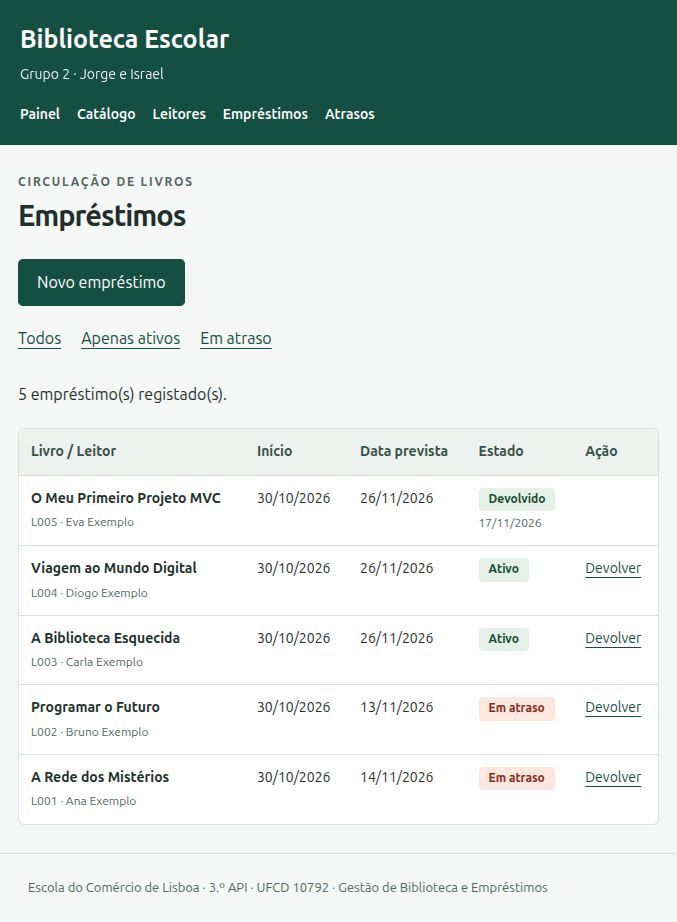 Biblioteca Escolar
Grupo 2 · Jorge e Israel
Painel Catálogo Leitores Empréstimos Atrasos
CIRCULAÇÃO DE LIVROS
Empréstimos
Novo empréstimo
Todos Apenas ativos Em atraso
5 empréstimo(s) registado(s).
Livro / Leitor Início Data prevista Estado Ação
O Meu Primeiro Projeto MVC 30/10/2026 26/11/2026 Devolvido
L005 · Eva Exemplo 17/11/2026
Viagem ao Mundo Digital 30/10/2026 26/11/2026 Ativo Devolver
L004 · Diogo Exemplo
A Biblioteca Esquecida 30/10/2026 26/11/2026 Ativo Devolver
L003 · Carla Exemplo
Programar o Futuro 30/10/2026 13/11/2026 Em atraso Devolver
L002 · Bruno Exemplo
A Rede dos Mistérios 30/10/2026 14/11/2026 Em atraso Devolver
L001 · Ana Exemplo
Escola do Comércio de Lisboa · 3.º API · UFCD 10792 · Gestão de Biblioteca e Empréstimos